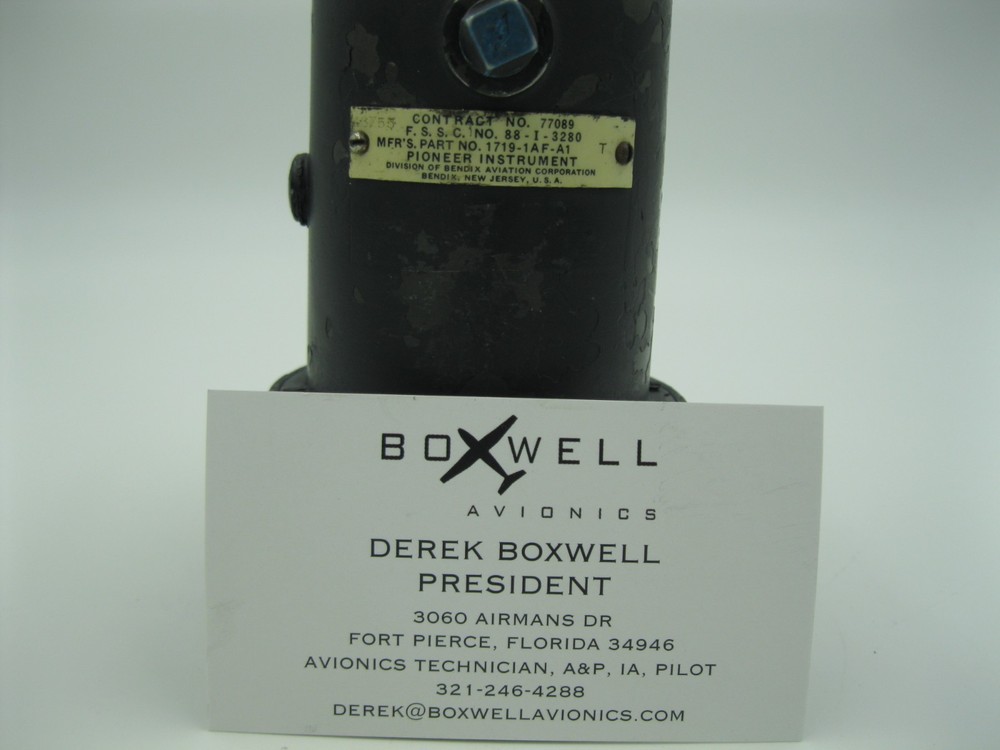 CONTRACT NO. 77089
F. S. S. C. NO. 88-I-3280
MFR'S. PART NO. 1719-1AF-A1 T
PIONEER INSTRUMENT
DIVISION OF BENDIX AVIATION CORPORATION
BENDIX, NEW JERSEY, U. S. A.
BOXWELL
AVIONICS
DEREK BOXWELL
PRESIDENT
3060 AIRMANS DR
FORT PIERCE, FLORIDA 34946
AVIONICS TECHNICIAN, A&P, IA, PILOT
321-246-4288
DEREK@BOXWELLAVIONICS.COM